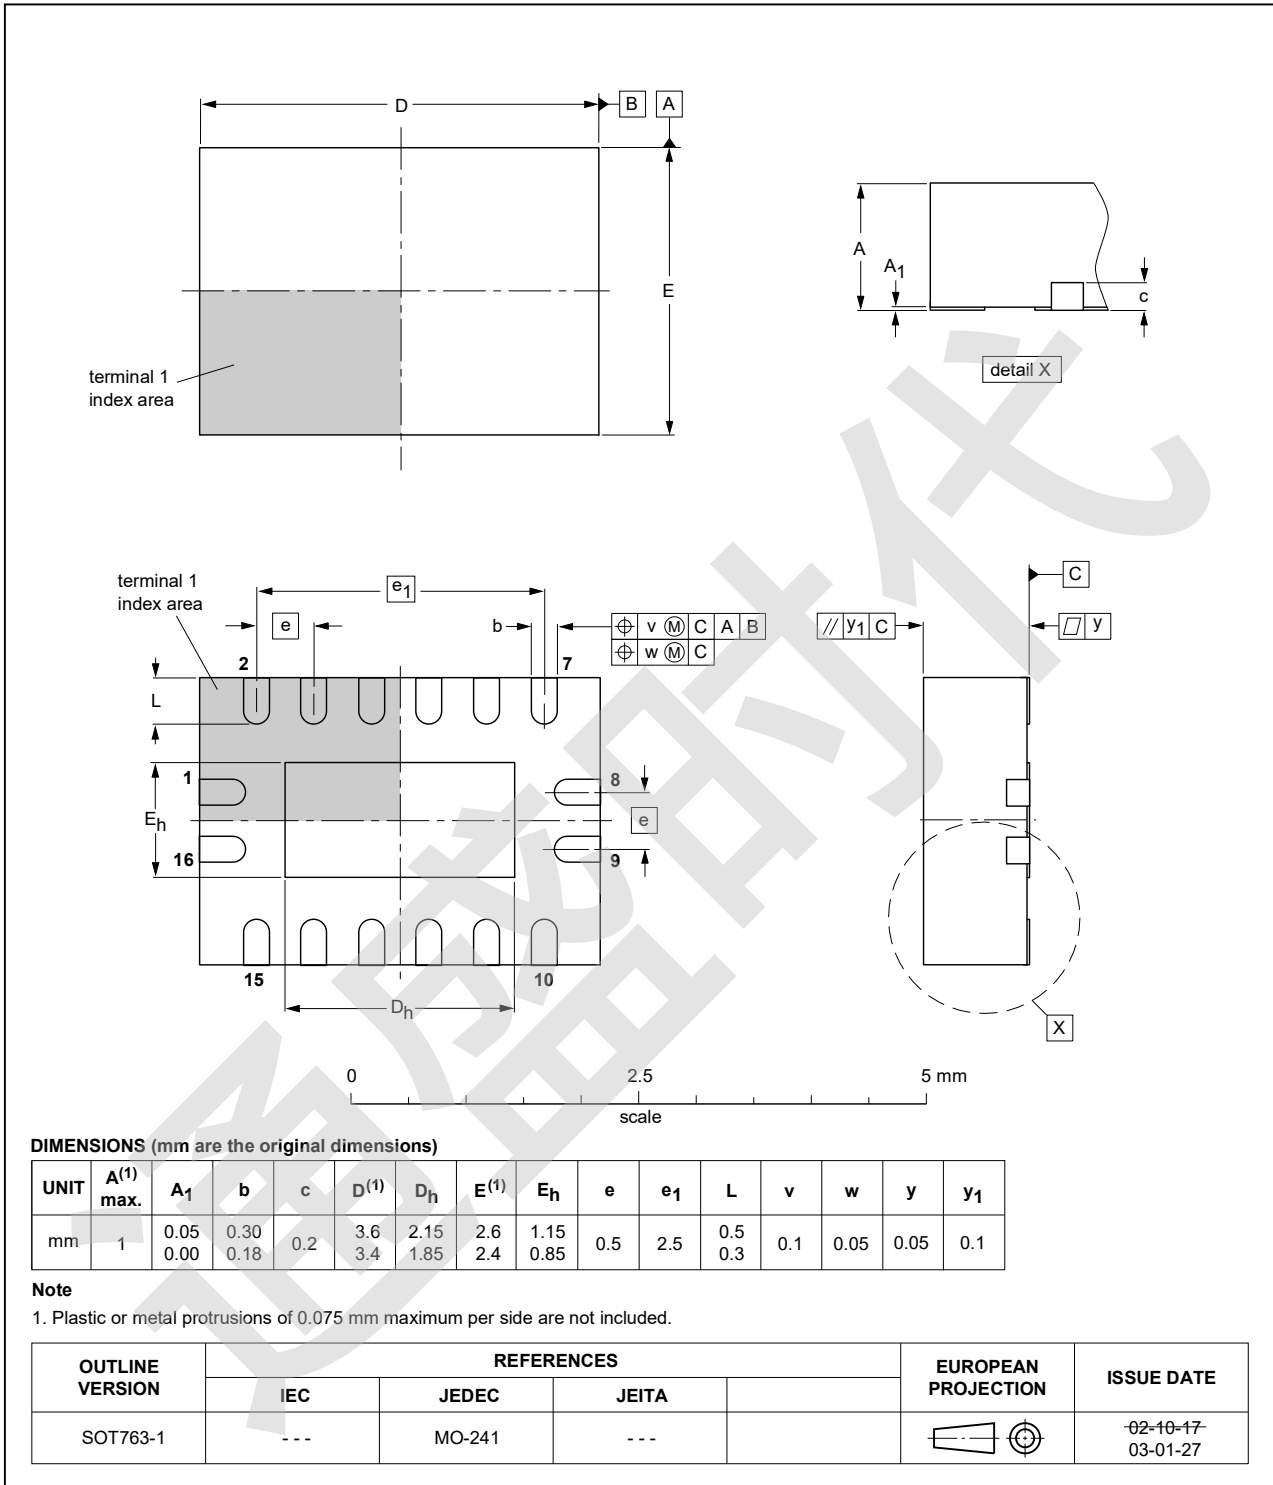 D
B
A
E
terminal 1
index area
A
A1
c
detail X
terminal 1
index area
e1
e
b
v M C A B
w M C
// y1 C
C
y
2
7
L
1
8
Eh
e
16
9
15
10
Dh
X
0 2.5 5 mm
scale
DIMENSIONS (mm are the original dimensions)
UNIT A(1) max. A1 b c D(1) Dh E(1) Eh e e1 L v w y y1
mm 1 0.05 0.00 0.30 0.18 0.2 3.6 3.4 2.15 1.85 2.6 2.4 1.15 0.85 0.5 2.5 0.5 0.3 0.1 0.05 0.05 0.1
Note
1. Plastic or metal protrusions of 0.075 mm maximum per side are not included.
OUTLINE VERSION REFERENCES EUROPEAN PROJECTION ISSUE DATE
IEC JEDEC JEITA
SOT763-1 - - - MO-241 - - - 02-10-17
03-01-27
通盛时代